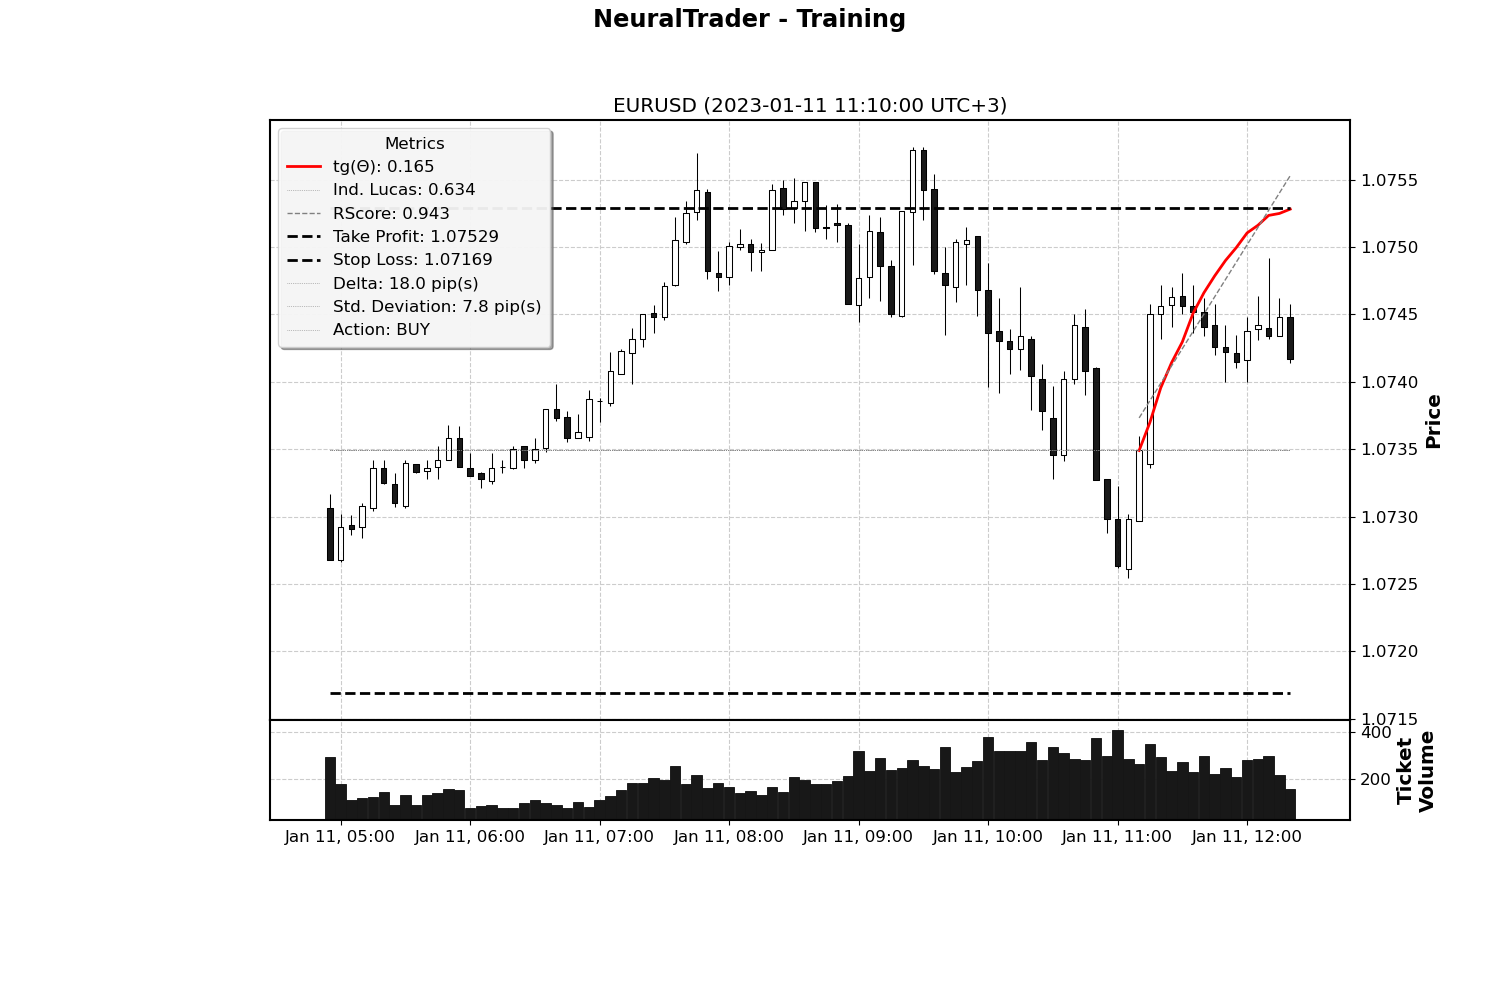 NeuralTrader - Training
EURUSD (2023-01-11 11:10:00 UTC+3)
Metrics
tg(Θ): 0.165
Ind. Lucas: 0.634
RScore: 0.943
Take Profit: 1.07529
Stop Loss: 1.07169
Delta: 18.0 pip(s)
Std. Deviation: 7.8 pip(s)
Action: BUY
1.0755
1.0750
1.0745
1.0740
1.0735
1.0730
1.0725
1.0720
1.0715
Price
400
200
Ticket
Volume
Jan 11, 05:00
Jan 11, 06:00
Jan 11, 07:00
Jan 11, 08:00
Jan 11, 09:00
Jan 11, 10:00
Jan 11, 11:00
Jan 11, 12:00